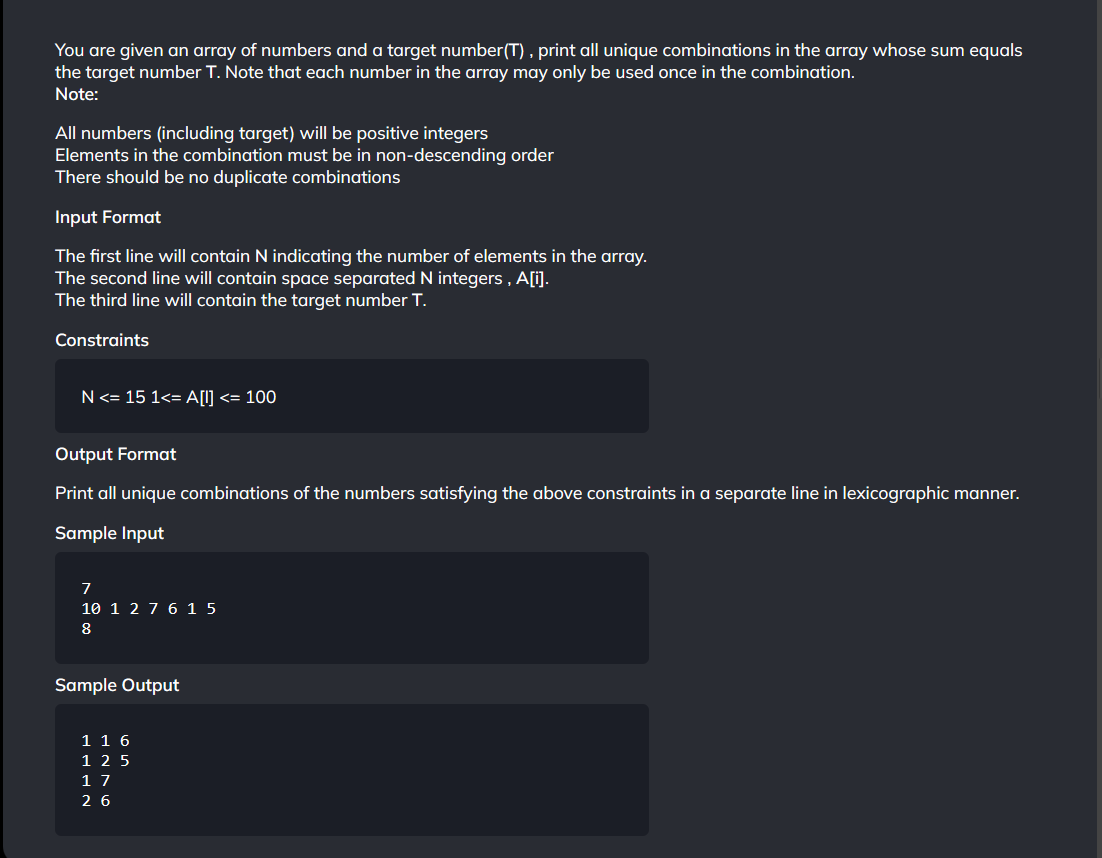 You are given an array of numbers and a target number(T) , print all unique combinations in the array whose sum equals
the target number T. Note that each number in the array may only be used once in the combination.
Note:
All numbers (including target) will be positive integers
Elements in the combination must be in non-descending order
There should be no duplicate combinations
Input Format
The first line will contain N indicating the number of elements in the array.
The second line will contain space separated N integers , A[i].
The third line will contain the target number T.
Constraints
N <= 15 1<= A[I] <= 100
Output Format
Print all unique combinations of the numbers satisfying the above constraints in a separate line in lexicographic manner.
Sample Input
7
10 1 2 7 6 1 5
8
Sample Output
1 1 6
1 2 5
1 7
2 6